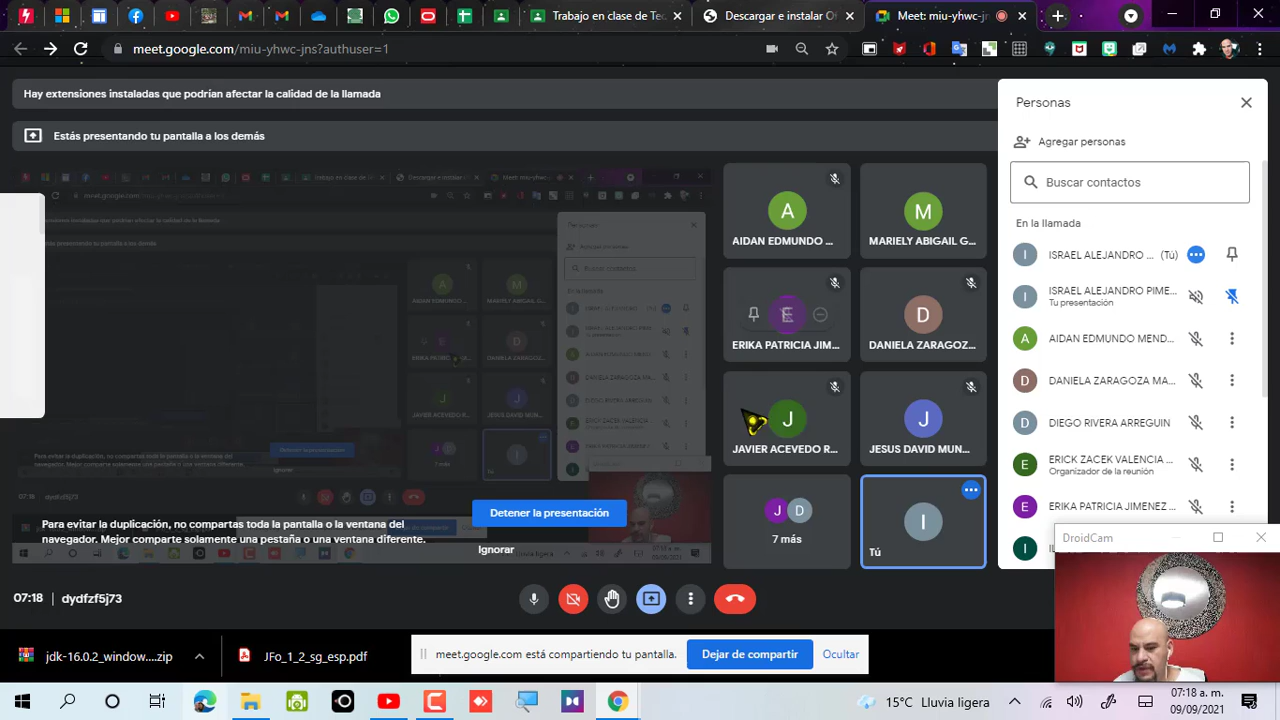 Trabajo en clase de Tec
Descargar e instalar Of
Meet: miu-yhwc-jns
meet.google.com/miu-yhwc-jns?authuser=1
Hay extensiones instaladas que podrían afectar la calidad de la llamada
Estás presentando tu pantalla a los demás
Personas
Agregar personas
Buscar contactos
En la llamada
ISRAEL ALEJANDRO ... (Tú)
ISRAEL ALEJANDRO PIME...
Tu presentación
AIDAN EDMUNDO MEND...
DANIELA ZARAGOZA MA...
DIEGO RIVERA ARREGUIN
ERICK ZACEK VALENCIA ...
Organizador de la reunión
ERIKA PATRICIA JIMENEZ ...
A
AIDAN EDMUNDO ...
M
MARIELY ABIGAIL G...
E
ERIKA PATRICIA JIM...
D
DANIELA ZARAGOZ...
J
JAVIER ACEVEDO R...
J
JESUS DAVID MUN...
J D
7 más
I
Tú
Para evitar la duplicación, no compartas toda la pantalla o la ventana del
navegador. Mejor comparte solamente una pestaña o una ventana diferente.
Detener la presentación
Ignorar
07:18 dydfzf5j73
DroidCam
jdk-16.0.2_window....zip
JFo_1_2_sg_esp.pdf
meet.google.com está compartiendo tu pantalla.
Dejar de compartir
Ocultar
15°C Lluvia ligera
07:18 a. m.
09/09/2021